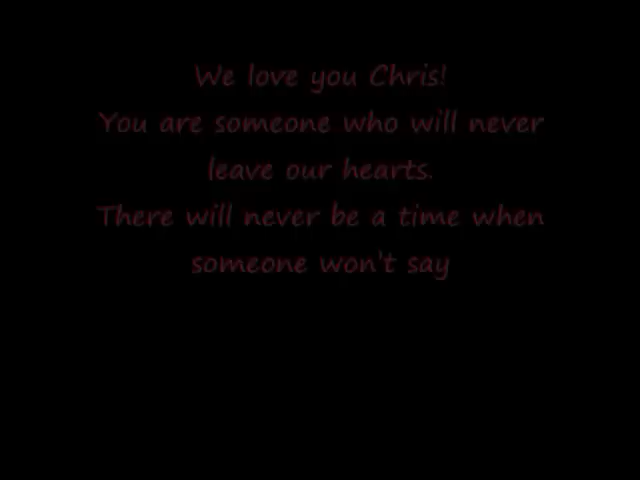 We love you Chris!
You are someone who will never
leave our hearts.
There will never be a time when
someone won't say